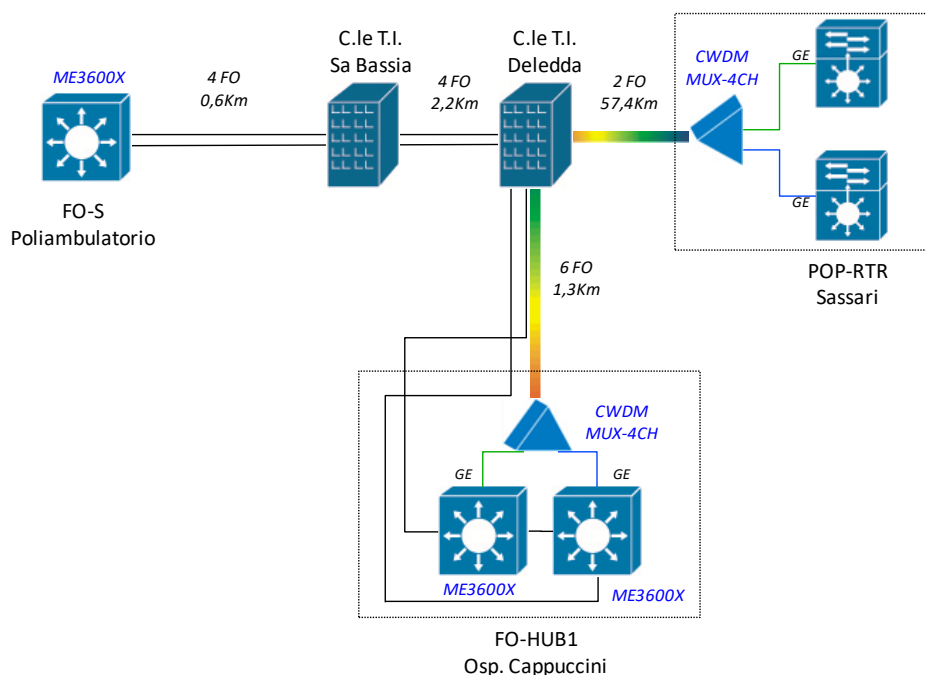 C.le T.I.
Sa Bassia
C.le T.I.
Deledda
ME3600X
4 FO
0,6Km
4 FO
2,2Km
2 FO
57,4Km
CWDM
MUX-4CH
GE
GE
FO-S
Poliambulatorio
POP-RTR
Sassari
6 FO
1,3Km
CWDM
MUX-4CH
GE
GE
ME3600X
ME3600X
FO-HUB1
Osp. Cappuccini